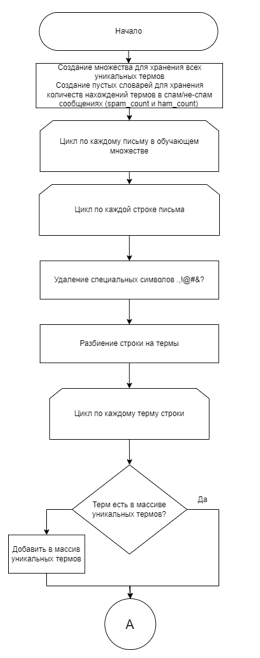 Начало
Создание множества для хранения всех
уникальных термов
Создание пустых словарей для хранения
количеств нахождений термов в спам/не-спам
сообщениях (spam_count и ham_count)
Цикл по каждому письму в обучающем
множестве
Цикл по каждой строке письма
Удаление специальных символов .,!@#&?
Разбиение строки на термы
Цикл по каждому терму строки
Терм есть в массиве
уникальных термов?
Да
Добавить в массив
уникальных термов
А